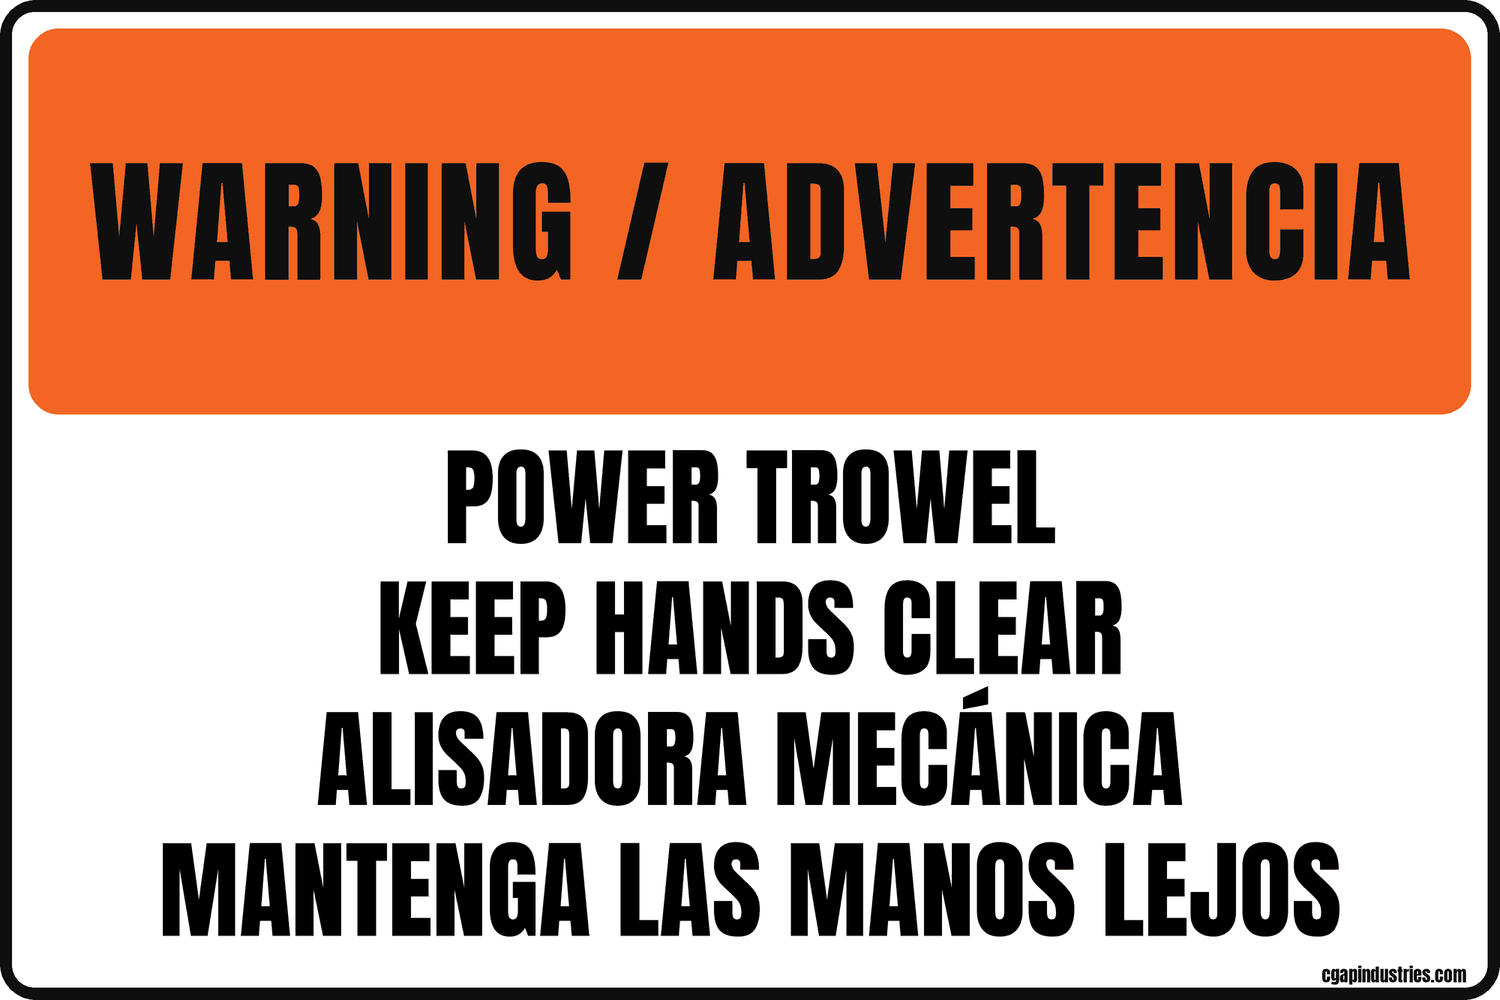 WARNING / ADVERTENCIA
POWER TROWEL
KEEP HANDS CLEAR
ALISADORA MECÁNICA
MANTENGA LAS MANOS LEJOS
cgapindustries.com